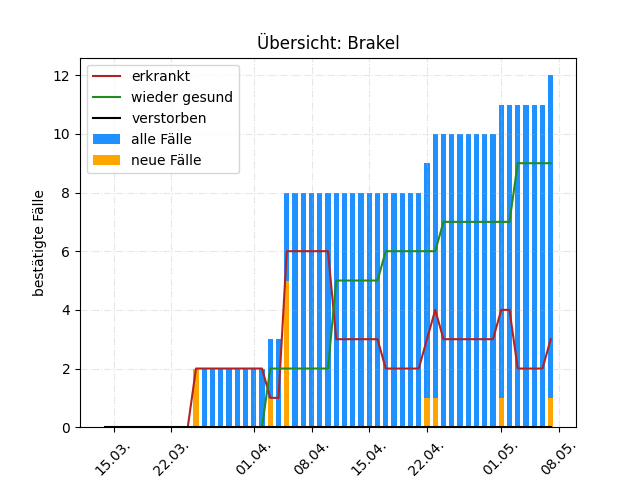 Übersicht: Brakel
erkrankt
wieder gesund
verstorben
alle Fälle
neue Fälle
bestätigte Fälle
12
10
8
6
4
2
0
15.03.
22.03.
01.04.
08.04.
15.04.
22.04.
01.05.
08.05.